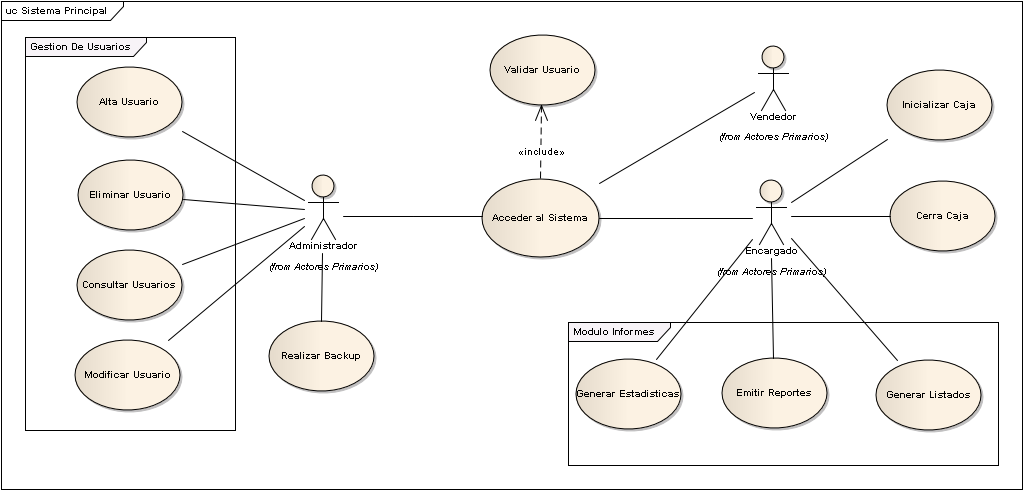 uc Sistema Principal
Gestion De Usuarios
Alta Usuario
Eliminar Usuario
Consultar Usuarios
Modificar Usuario
Administrador
(from Actores Primarios)
Realizar Backup
Validar Usuario
«include»
Acceder al Sistema
Vendedor
(from Actores Primarios)
Encargado
(from Actores Primarios)
Inicializar Caja
Cerra Caja
Modulo Informes
Generar Estadisticas
Emitir Reportes
Generar Listados